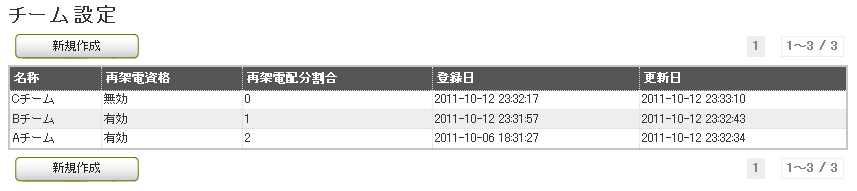 チーム設定
新規作成 1 1～3 / 3
名称 再架電資格 再架電配分割合 登録日 更新日
Cチーム 無効 0 2011-10-12 23:32:17 2011-10-12 23:33:10
Bチーム 有効 1 2011-10-12 23:31:57 2011-10-12 23:32:43
Aチーム 有効 2 2011-10-06 18:31:27 2011-10-12 23:32:34
新規作成 1 1～3 / 3